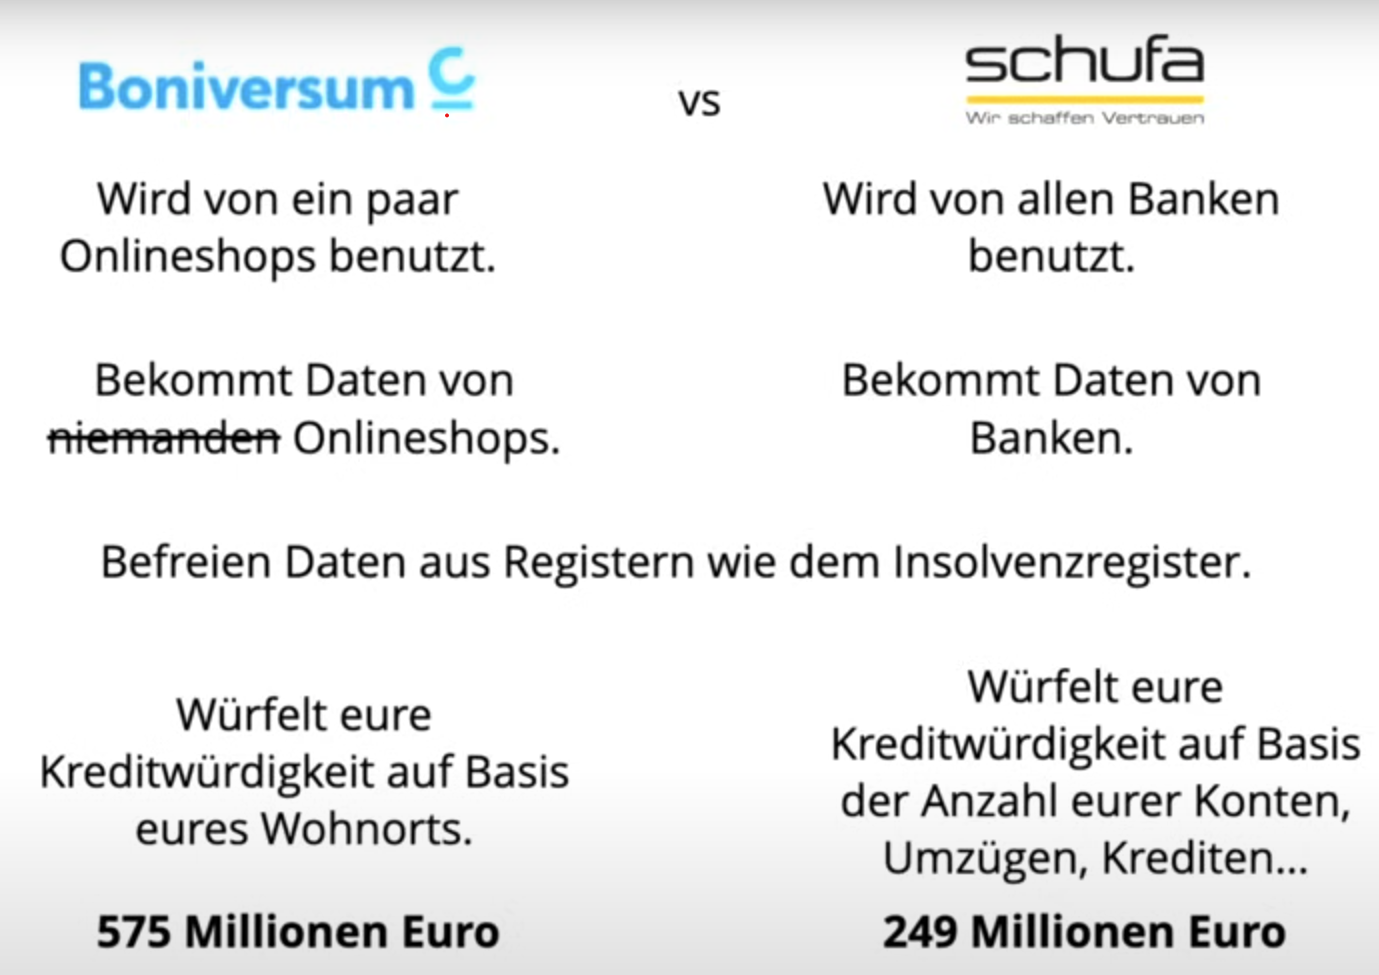 Boniversum
vs
schufa
Wir schaffen Vertrauen
Wird von ein paar
Onlineshops benutzt.
Wird von allen Banken
benutzt.
Bekommt Daten von
niemanden Onlineshops.
Bekommt Daten von
Banken.
Befreien Daten aus Registern wie dem Insolvenzregister.
Würfelt eure
Kreditwürdigkeit auf Basis
eures Wohnorts.
Würfelt eure
Kreditwürdigkeit auf Basis
der Anzahl eurer Konten,
Umzügen, Krediten...
575 Millionen Euro
249 Millionen Euro